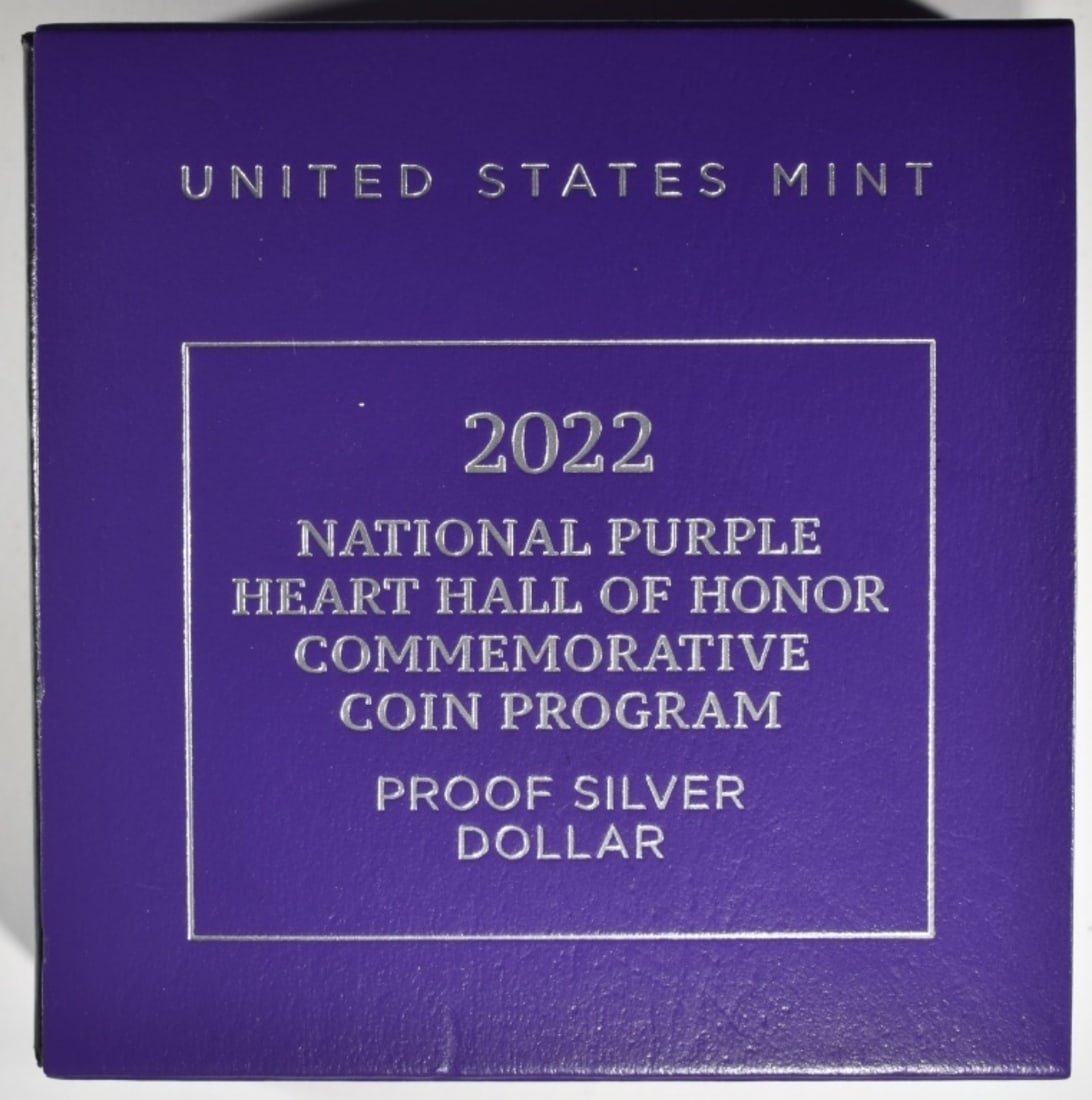 UNITED STATES MINT
2022
NATIONAL PURPLE
HEART HALL OF HONOR
COMMEMORATIVE
COIN PROGRAM
PROOF SILVER
DOLLAR